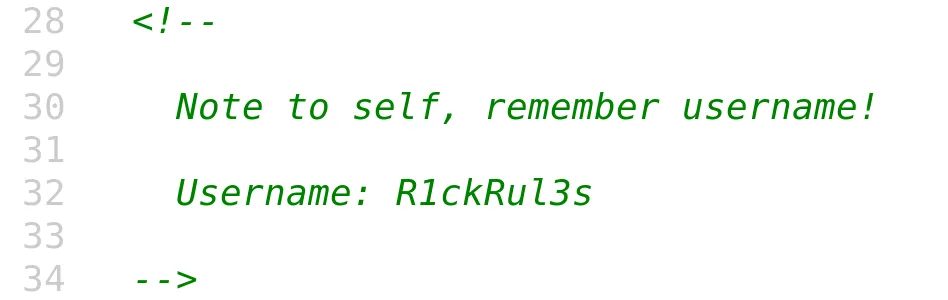 28 <!--
29
30 Note to self, remember username!
31
32 Username: R1ckRul3s
33
34 -->